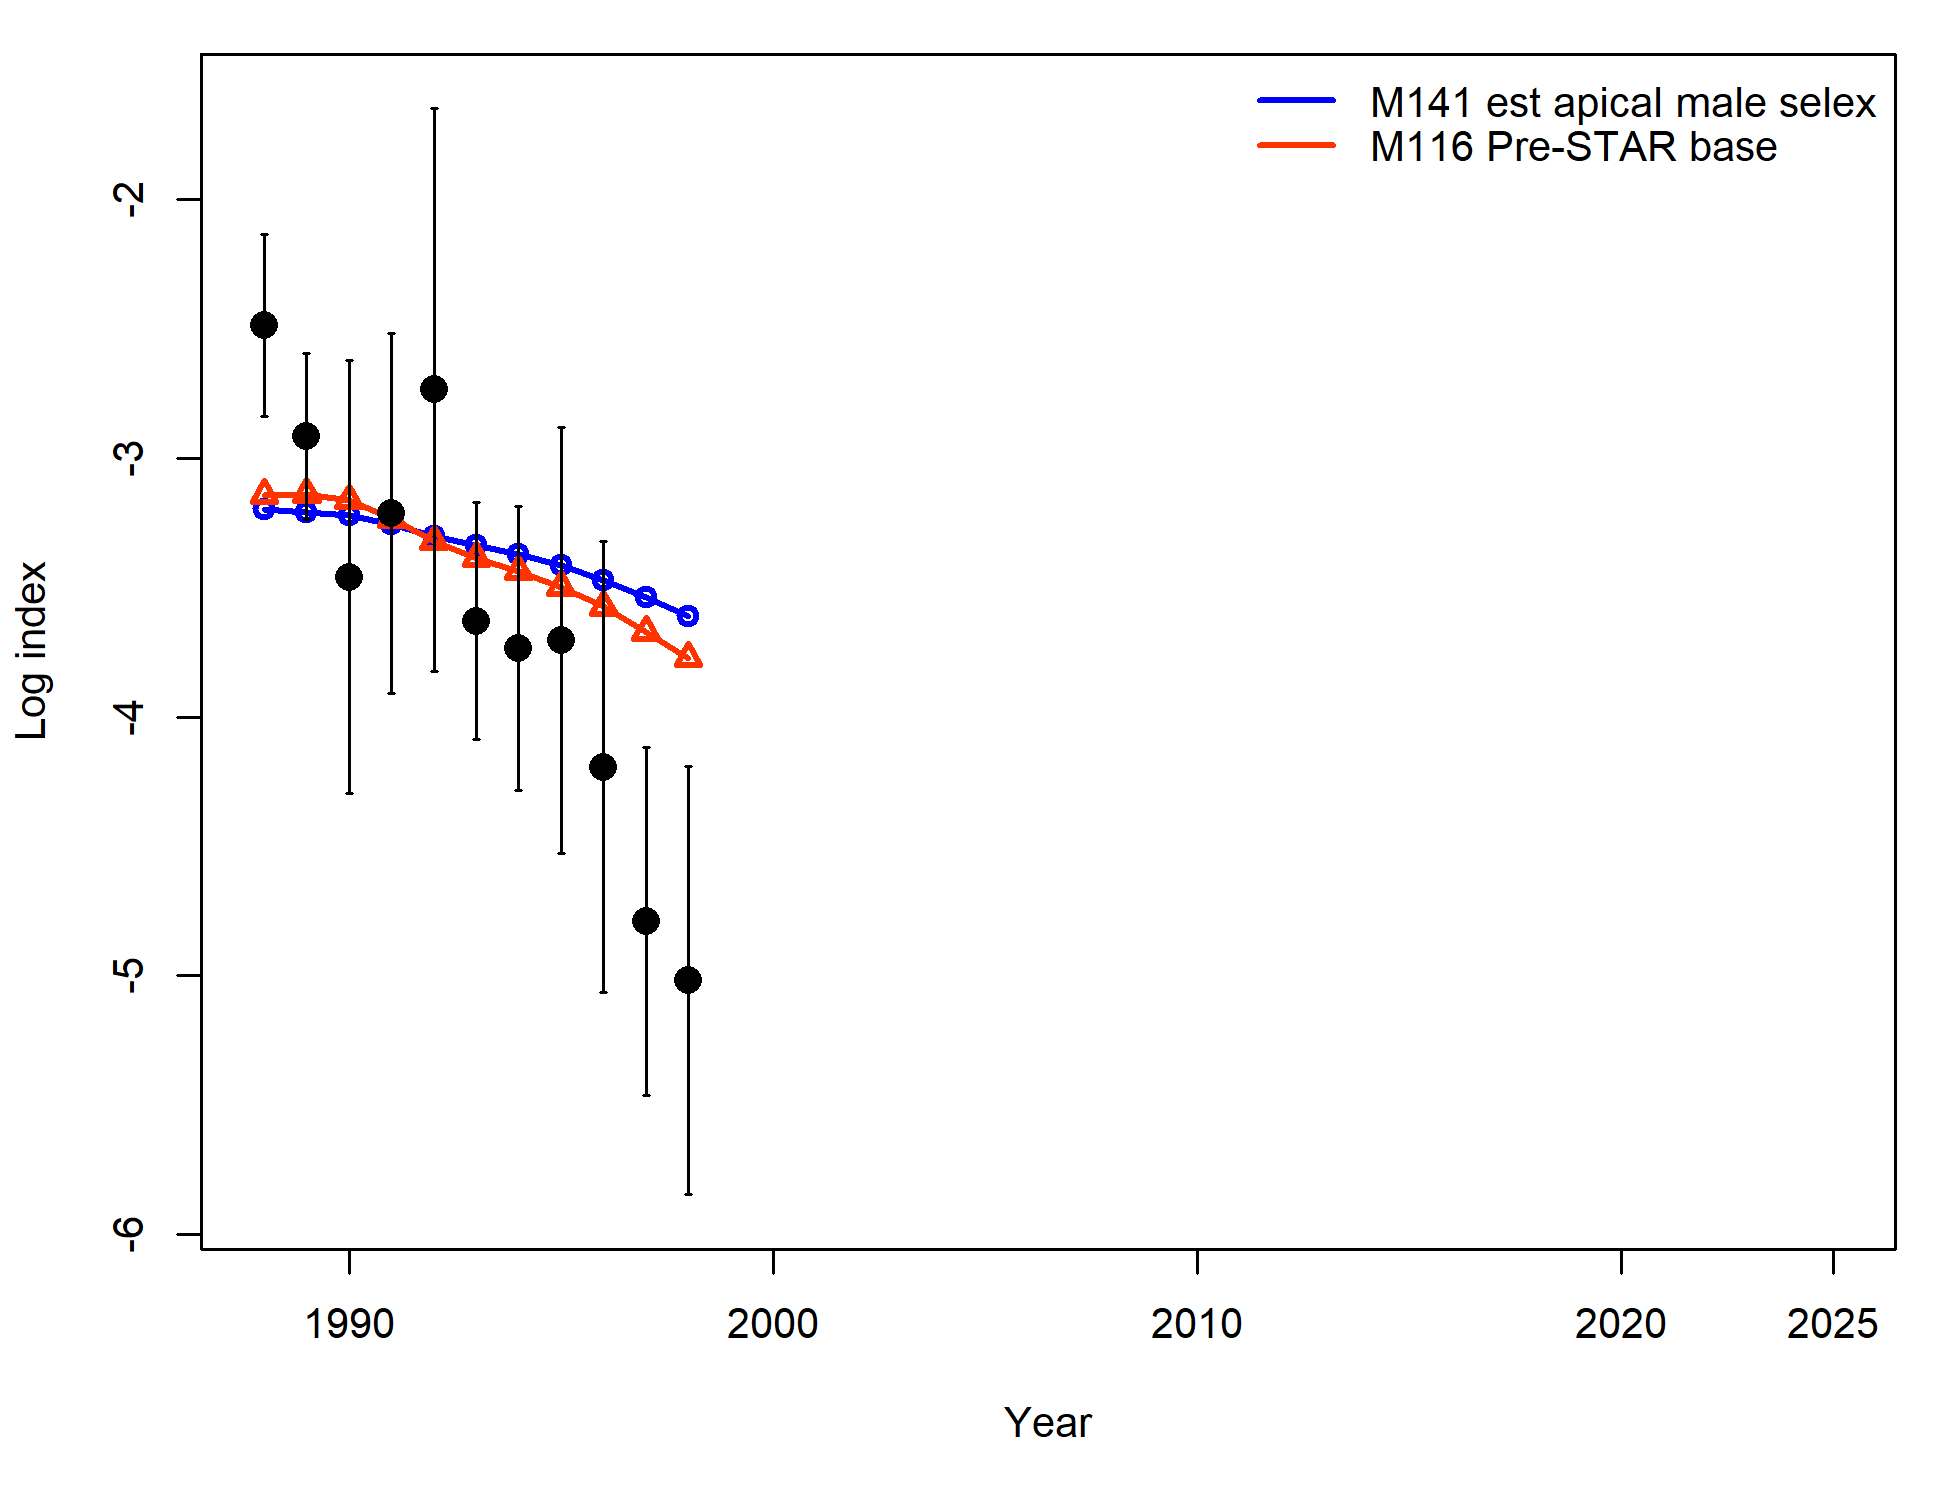 M141 est apical male selex
M116 Pre-STAR base
-2
-3
-4
-5
-6
Log index
1990
2000
2010
2020
2025
Year